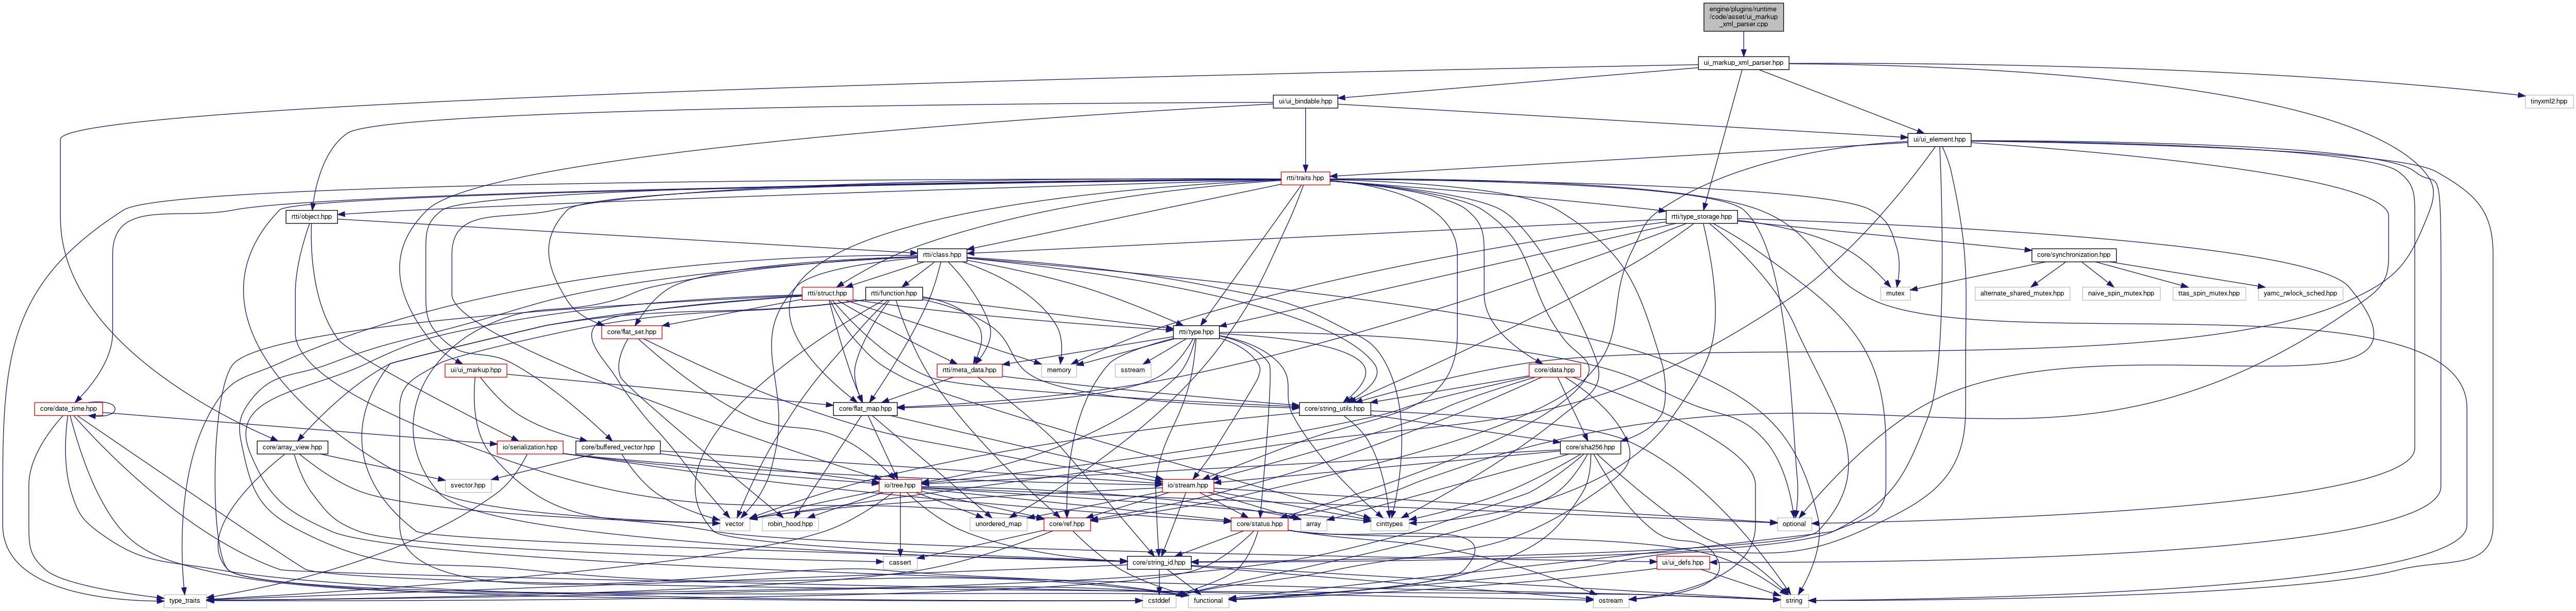 engine/plugins/runtime
/code/asset/ui_markup
_xml_parser.cpp
ui_markup_xml_parser.hpp
ui/ui_bindable.hpp
tinyxml2.hpp
ui/ui_element.hpp
rtti/traits.hpp
rtti/object.hpp
rtti/type_storage.hpp
rtti/class.hpp
core/synchronization.hpp
rtti/struct.hpp
rtti/function.hpp
mutex
alternate_shared_mutex.hpp
naive_spin_mutex.hpp
ttas_spin_mutex.hpp
yamc_rwlock_sched.hpp
core/flat_set.hpp
rtti/type.hpp
ui/ui_markup.hpp
rtti/meta_data.hpp
memory
sstream
core/data.hpp
core/date_time.hpp
core/flat_map.hpp
core/string_utils.hpp
core/array_view.hpp
io/serialization.hpp
core/buffered_vector.hpp
core/sha256.hpp
svector.hpp
io/tree.hpp
io/stream.hpp
vector
robin_hood.hpp
unordered_map
core/ref.hpp
core/status.hpp
array
cinttypes
optional
cassert
core/string_id.hpp
ui/ui_defs.hpp
type_traits
cstddef
functional
ostream
string